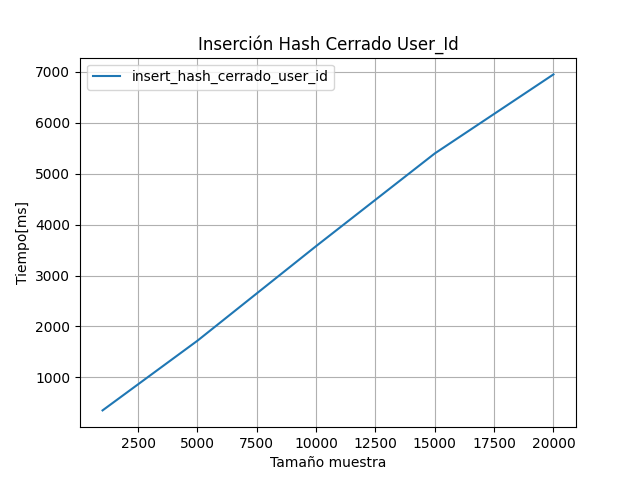 Inserción Hash Cerrado User_Id
insert_hash_cerrado_user_id
Tiempo[ms]
7000
6000
5000
4000
3000
2000
1000
2500 5000 7500 10000 12500 15000 17500 20000
Tamaño muestra